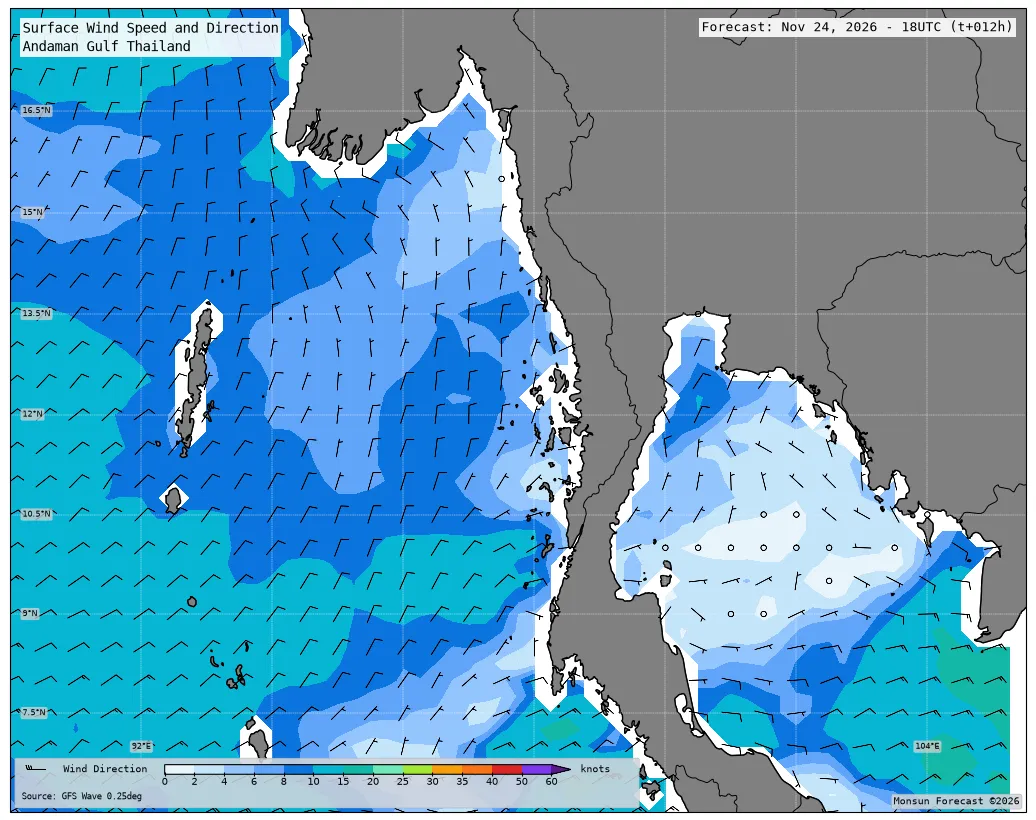 Surface Wind Speed and Direction
Andaman Gulf Thailand
Forecast: Nov 24, 2026 - 18UTC (t+012h)
16.5°N
15°N
13.5°N
12°N
10.5°N
9°N
7.5°N
92°E
104°E
Wind Direction
0 2 4 6 8 10 15 20 25 30 35 40 50 60
knots
Source: GFS Wave 0.25deg
Monsun Forecast ©2026